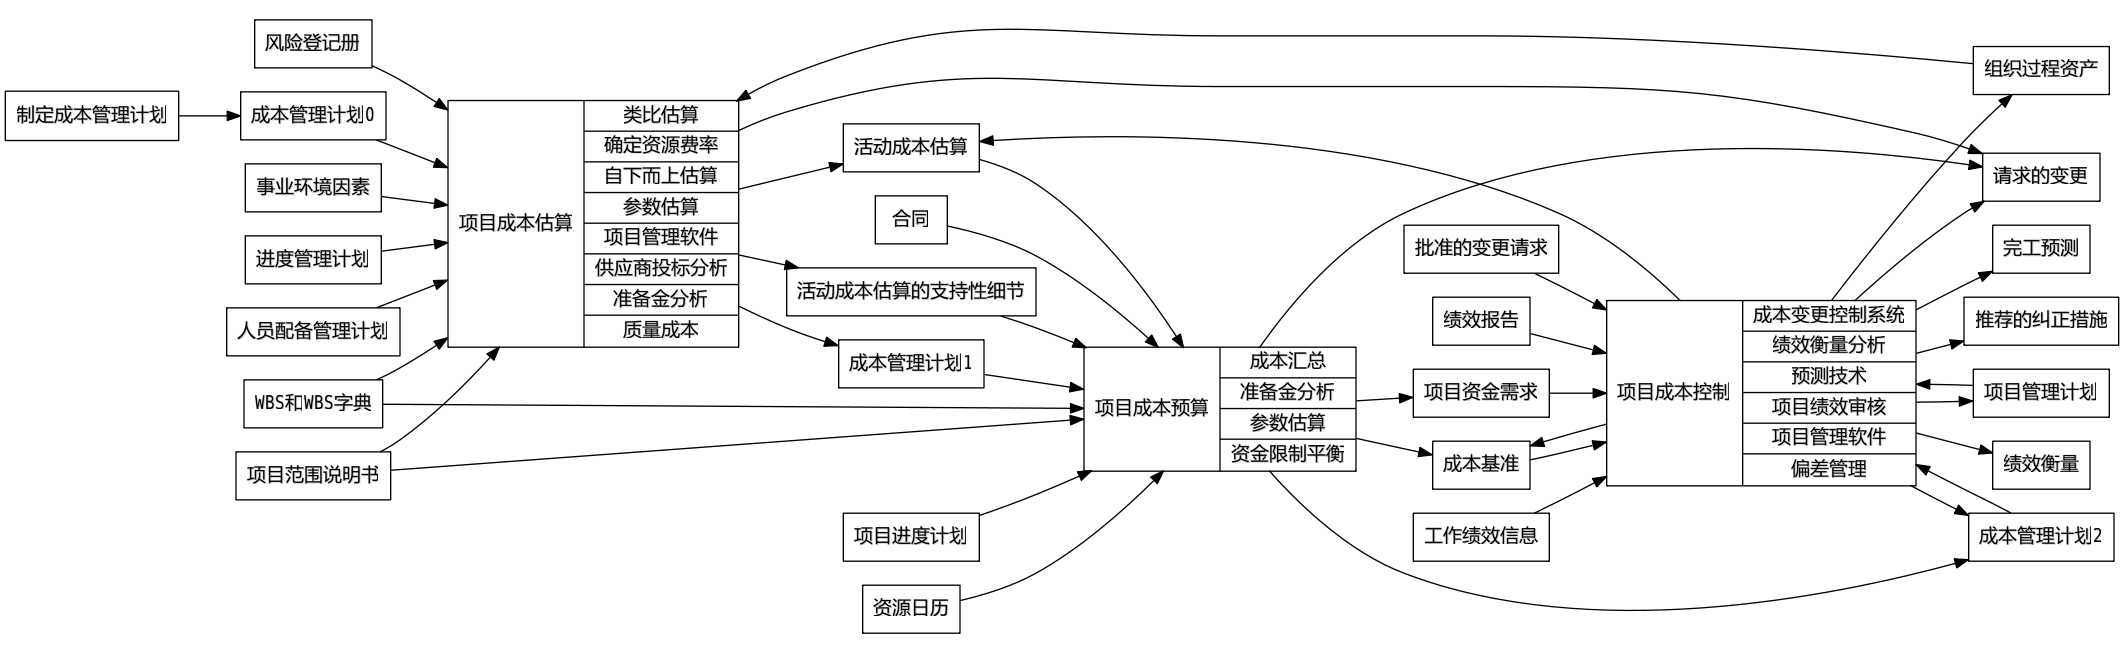 制定成本管理计划
风险登记册
成本管理计划0
事业环境因素
进度管理计划
人员配备管理计划
WBS和WBS字典
项目范围说明书
项目成本估算
类比估算
确定资源费率
自下而上估算
参数估算
项目管理软件
供应商投标分析
准备金分析
质量成本
活动成本估算
合同
活动成本估算的支持性细节
成本管理计划1
项目进度计划
资源日历
项目成本预算
成本汇总
准备金分析
参数估算
资金限制平衡
批准的变更请求
绩效报告
项目资金需求
成本基准
工作绩效信息
项目成本控制
成本变更控制系统
绩效衡量分析
预测技术
项目绩效审核
项目管理软件
偏差管理
组织过程资产
请求的变更
完工预测
推荐的纠正措施
项目管理计划
绩效衡量
成本管理计划2